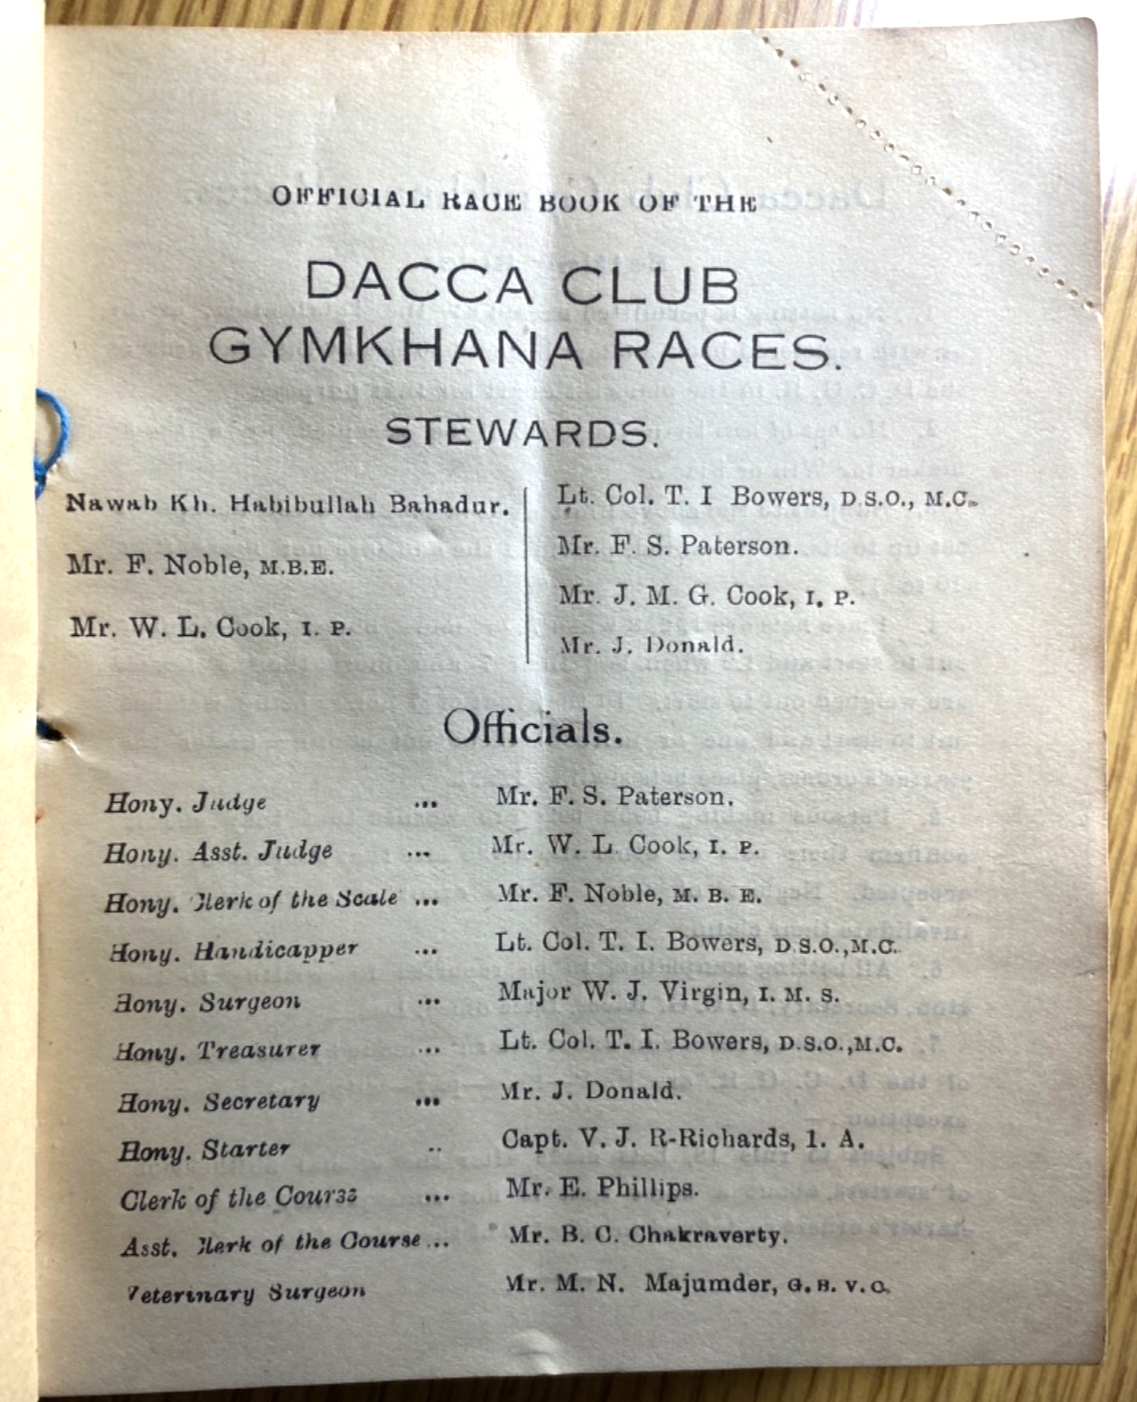 OFFICIAL RACE BOOK OF THE
DACCA CLUB
GYMKHANA RACES.
STEWARDS.
Nawab Kh. Habibullah Bahadur.
Mr. F. Noble, M.B.E.
Mr. W. L. Cook, I. P.
Lt. Col. T. I Bowers, D.S.O., M.C.
Mr. F. S. Paterson.
Mr. J. M. G. Cook, I. P.
Mr. J. Donald.
Officials.
Hony. Judge ... Mr. F. S. Paterson.
Hony. Asst. Judge ... Mr. W. L. Cook, I. P.
Hony. Clerk of the Scale ... Mr. F. Noble, M. B. E.
Hony. Handicapper ... Lt. Col. T. I. Bowers, D.S.O.,M.C.
Hony. Surgeon ... Major W. J. Virgin, I. M. S.
Hony. Treasurer ... Lt. Col. T. I. Bowers, D.S.O.,M.C.
Hony. Secretary ... Mr. J. Donald.
Hony. Starter .. Capt. V. J. R-Richards, I. A.
Clerk of the Course ... Mr. E. Phillips.
Asst. Clerk of the Course ... Mr. B. C. Chakraverty.
Veterinary Surgeon Mr. M. N. Majumder, G. B. V. C.